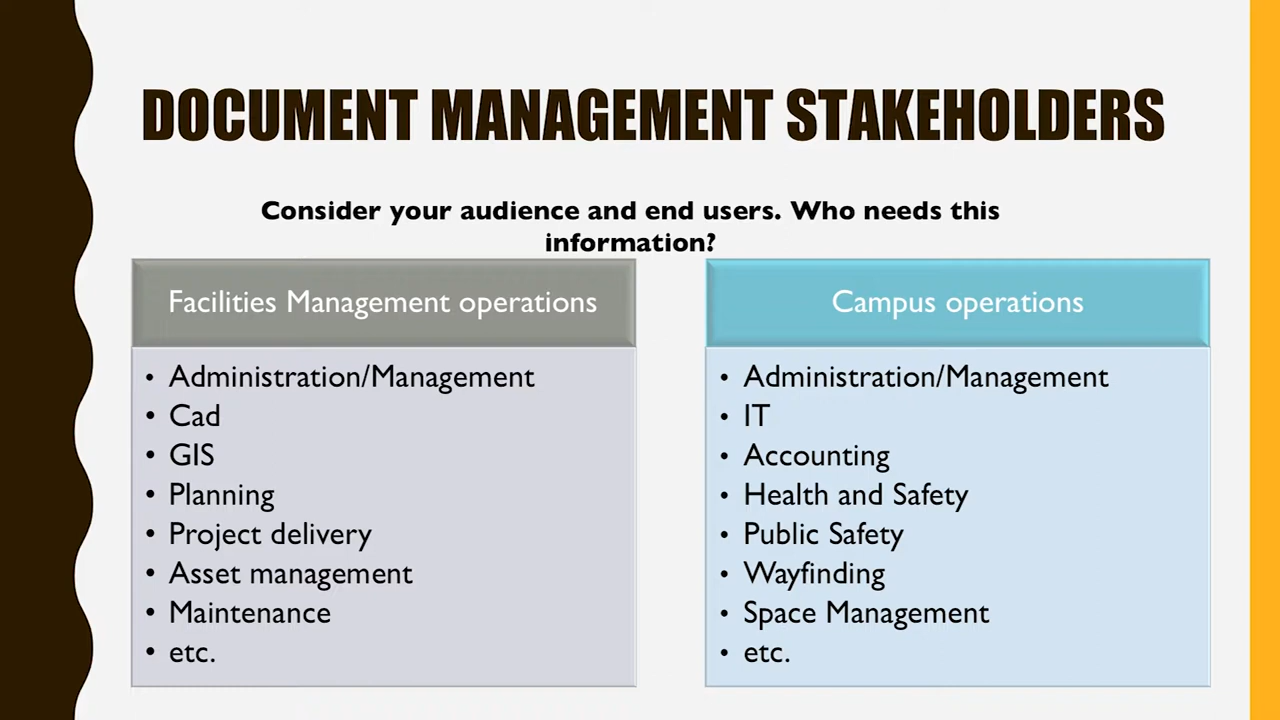 DOCUMENT MANAGEMENT STAKEHOLDERS
Consider your audience and end users. Who needs this
information?
Facilities Management operations
• Administration/Management
• Cad
• GIS
• Planning
• Project delivery
• Asset management
• Maintenance
• etc.
Campus operations
• Administration/Management
• IT
• Accounting
• Health and Safety
• Public Safety
• Wayfinding
• Space Management
• etc.